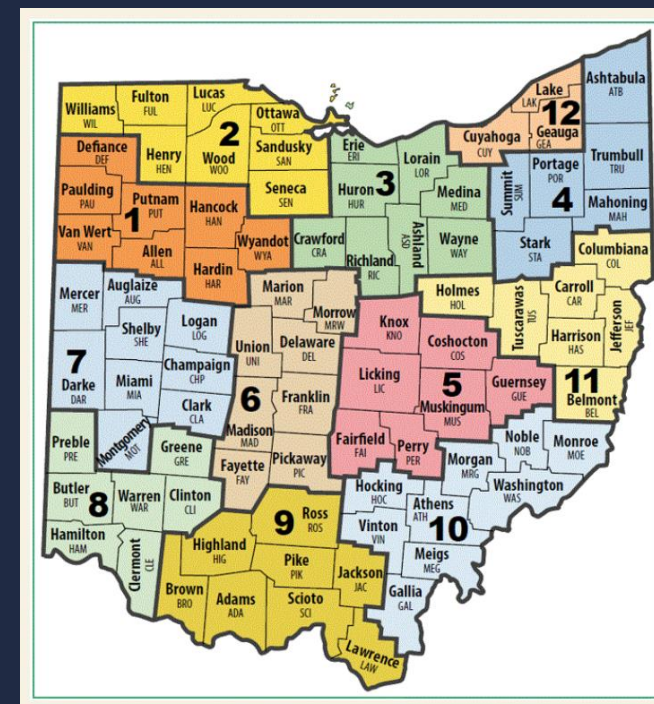 Williams
WIL
Fulton
FUL
Lucas
LUC
2
Ottawa
OTT
Henry
HEN
Wood
WOO
Sandusky
SAN
Seneca
SEN
Defiance
DEF
Paulding
PAU
Putnam
PUT
1
Hancock
HAN
Van Wert
VAN
Allen
ALL
Wyandot
WYA
Hardin
HAR
Erie
ERI
Lorain
LOR
Huron
HUR
3
Medina
MED
Crawford
CRA
Richland
RIC
Ashland
ASD
Wayne
WAY
Lake
LAK
12
Cuyahoga
CUY
Geauga
GEA
Ashtabula
ATB
Trumbull
TRU
Portage
POR
4
Summit
SUM
Mahoning
MAH
Stark
STA
Columbiana
COL
Holmes
HOL
Tuscarawas
TUS
Carroll
CAR
Harrison
HAS
Jefferson
JEF
11
Belmont
BEL
Knox
KNO
Coshocton
COS
Licking
LIC
5
Muskingum
MUS
Guernsey
GUE
Fairfield
FAI
Perry
PER
Marion
MAR
Morrow
MRW
Union
UNI
Delaware
DEL
6
Franklin
FRA
Madison
MAD
Fayette
FAY
Pickaway
PIC
Mercer
MER
Auglaize
AUG
Shelby
SHE
Logan
LOG
7
Darke
DAR
Miami
MIA
Champaign
CHP
Clark
CLA
Montgomery
MOT
Preble
PRE
Greene
GRE
Butler
BUT
8
Warren
WAR
Clinton
CLI
Hamilton
HAM
Clermont
CLE
9
Ross
ROS
Highland
HIG
Pike
PIK
Jackson
JAC
Brown
BRO
Adams
ADA
Scioto
SCI
Lawrence
LAW
Hocking
HOC
Morgan
MRG
Noble
NOB
Monroe
MOE
Washington
WAS
Athens
ATH
10
Vinton
VIN
Meigs
MEG
Gallia
GAL